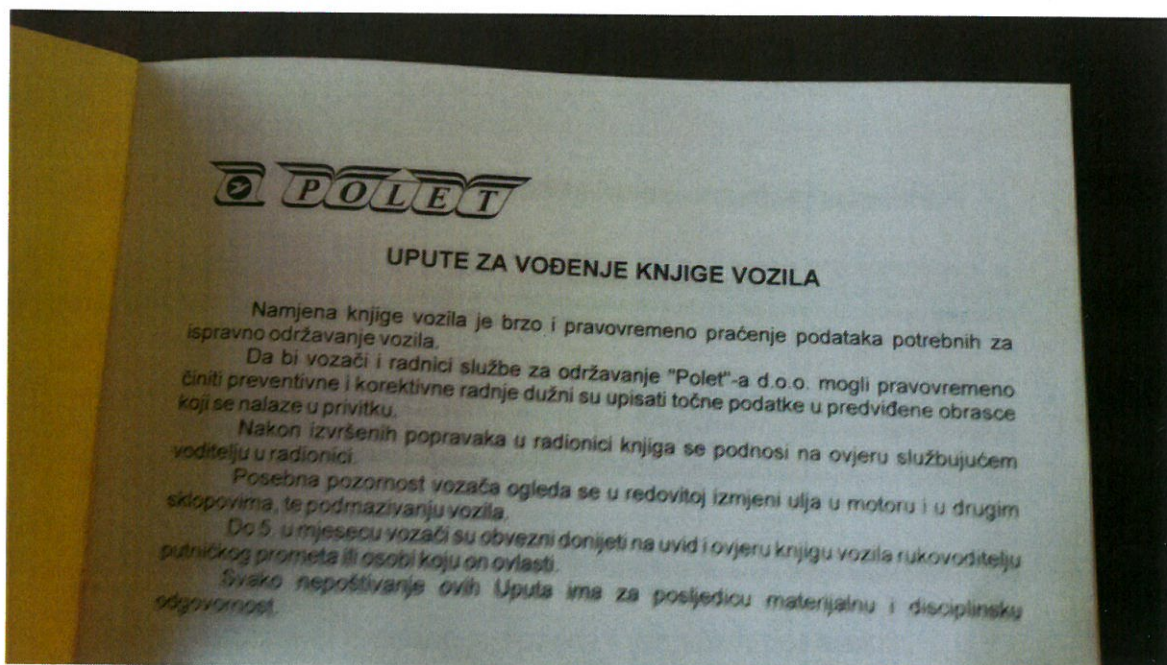 POLET
UPUTE ZA VOĐENJE KNJIGE VOZILA
Namjena knjige vozila je brzo i pravovremeno praćenje podataka potrebnih za
ispravno održavanje vozila.
Da bi vozači i radnici službe za održavanje "Polet"-a d.o.o. mogli pravovremeno
činiti preventivne i korektivne radnje dužni su upisati točne podatke u predviđene obrasce
koji se nalaze u privitku.
Nakon izvršenih popravaka u radionici knjiga se podnosi na ovjeru službujućem
voditelju u radionici.
Posebna pozornost vozača ogleda se u redovitoj izmjeni ulja u motoru i u drugim
sklopovima, te podmazivanju vozila.
Do 5. u mjesecu vozači su obvezni donijeti na uvid i ovjeru knjigu vozila rukovoditelju
putničkog prometa ili osobi koju on ovlasti.
Svako nepoštivanje ovih Uputa ima za posljedicu materijalnu i disciplinsku
odgovornost.